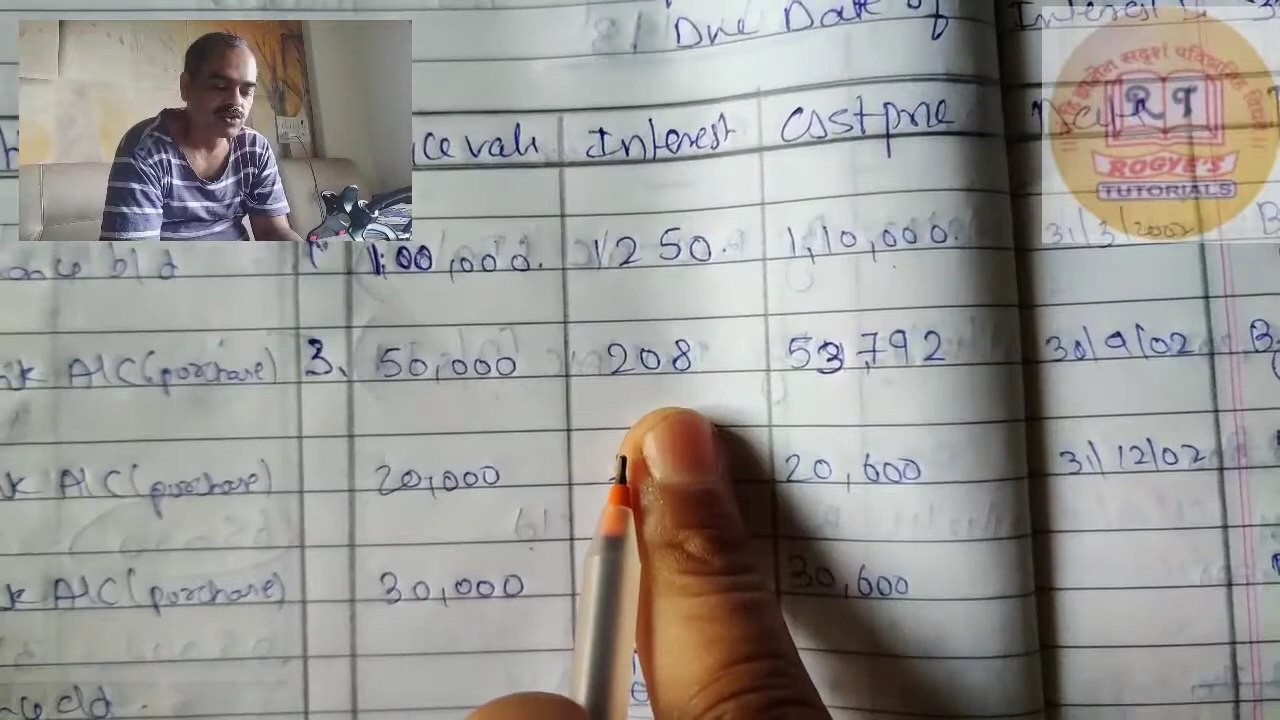 Due Date of Interest
ce valu Interest Cost price
b/d 1,00,000. 1250. 1,10,000. 31/3/2002 B
A/C (purchase) 3. 50,000 208 53,792 30/9/02 B
A/C (purchase) 20,000 20,600 31/12/02
A/C (purchase) 30,000 30,600
c/d.
RT
ROGYE'S
TUTORIALS